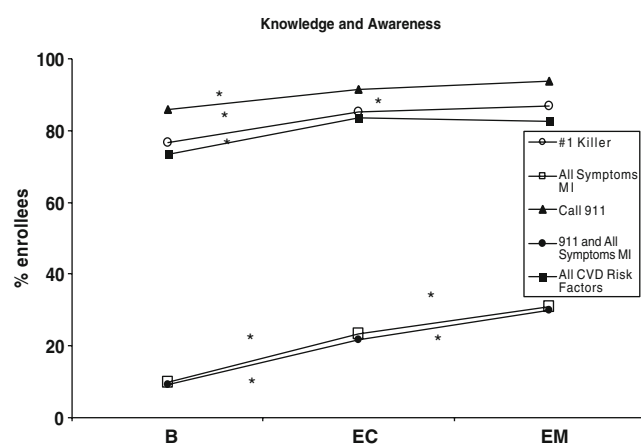 Knowledge and Awareness
% enrollees
100
80
60
40
20
0
*
*
*
*
*
*
*
*
B
EC
EM
#1 Killer
All Symptoms
MI
Call 911
911 and All
Symptoms MI
All CVD Risk
Factors